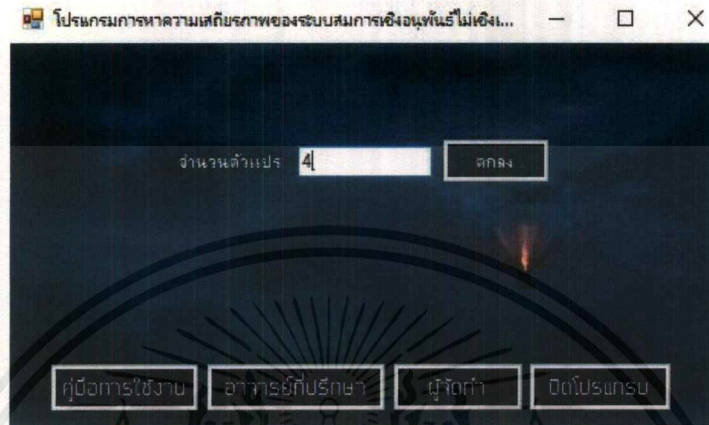 โปรแกรมการหาความเสถียรภาพของระบบสมการเชิงอนุพันธ์ไม่เชิงเ...
จำนวนตัวแปร 4 ตกลง
คู่มือการใช้งาน อาจารย์ที่ปรึกษา ผู้จัดทำ ปิดโปรแกรม